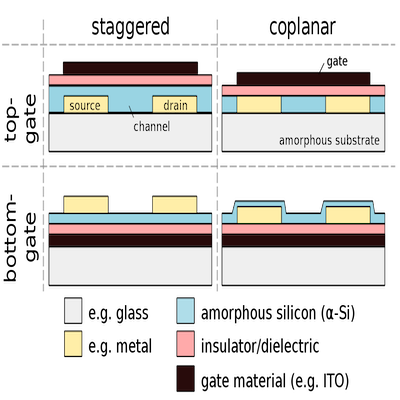 staggered coplanar
top-
gate
gate
source drain
channel
amorphous substrate
bottom-
gate
e.g. glass amorphous silicon (α-Si)
e.g. metal insulator/dielectric
gate material (e.g. ITO)